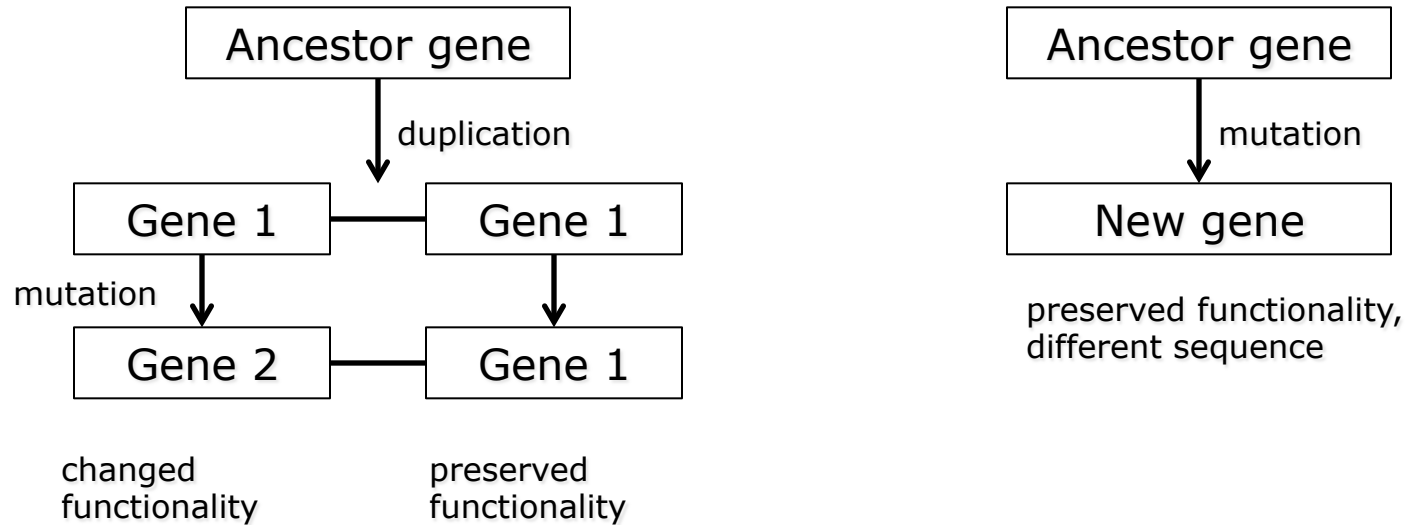 Ancestor gene
duplication
Gene 1
Gene 1
mutation
Gene 2
Gene 1
changed
functionality
preserved
functionality
Ancestor gene
mutation
New gene
preserved functionality,
different sequence